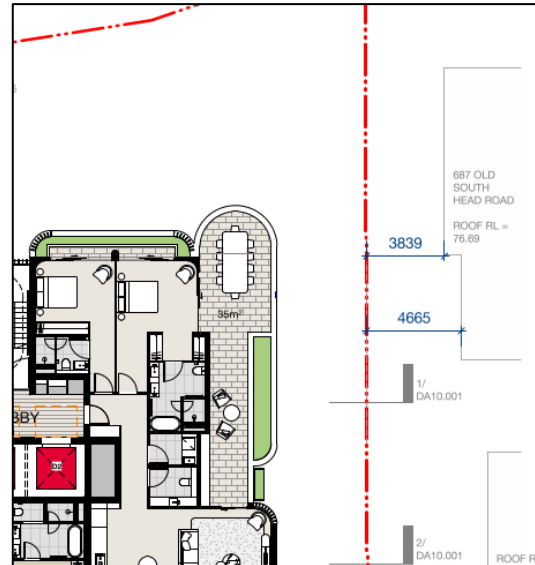 687 OLD
SOUTH
HEAD ROAD
ROOF RL =
76.69
3839
4665
35m²
1/
DA10.001
BBY
2/
DA10.001
ROOF R